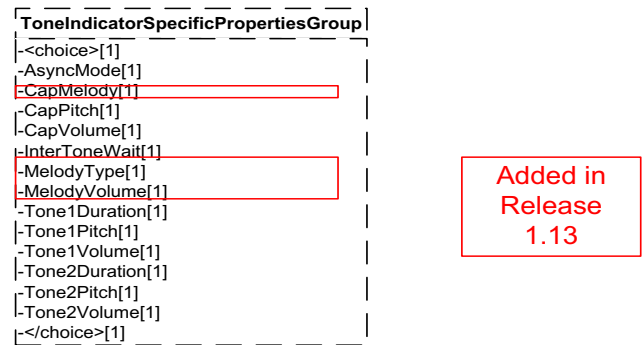 ToneIndicatorSpecificPropertiesGroup
-<choice>[1]
-AsyncMode[1]
-CapMelody[1]
-CapPitch[1]
-CapVolume[1]
-InterToneWait[1]
-MelodyType[1]
-MelodyVolume[1]
-Tone1Duration[1]
-Tone1Pitch[1]
-Tone1Volume[1]
-Tone2Duration[1]
-Tone2Pitch[1]
-Tone2Volume[1]
-</choice>[1]
Added in
Release
1.13